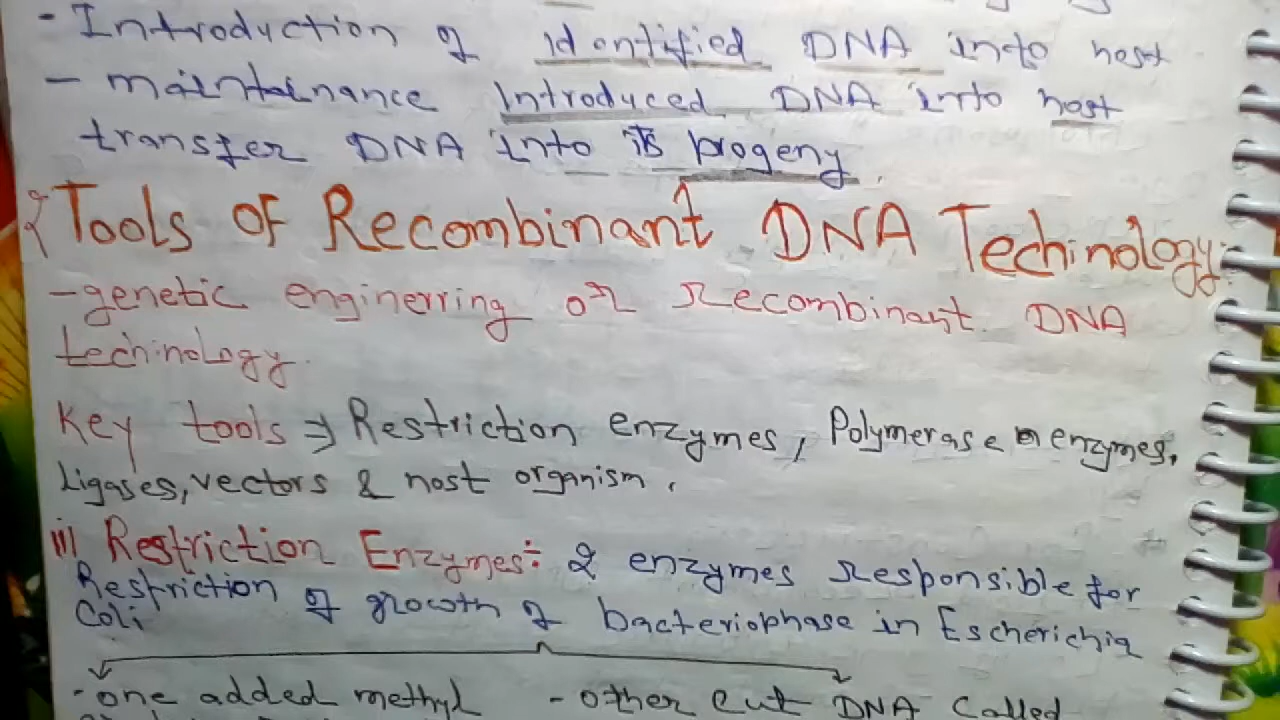 - Introduction of identified DNA into host
- maintainance introduced DNA into host
transfer DNA into its progeny.
Tools of Recombinant DNA Techinology:-
- genetic enginerring or recombinant DNA
techinology.
Key tools ⇒ Restriction enzymes, Polymerase enzymes,
Ligases, vectors & host organism.
Restriction Enzymes:- 2 enzymes responsible for
Restriction of growth of bacteriophase in Escherichia
Coli
- one added methyl - other cut DNA called